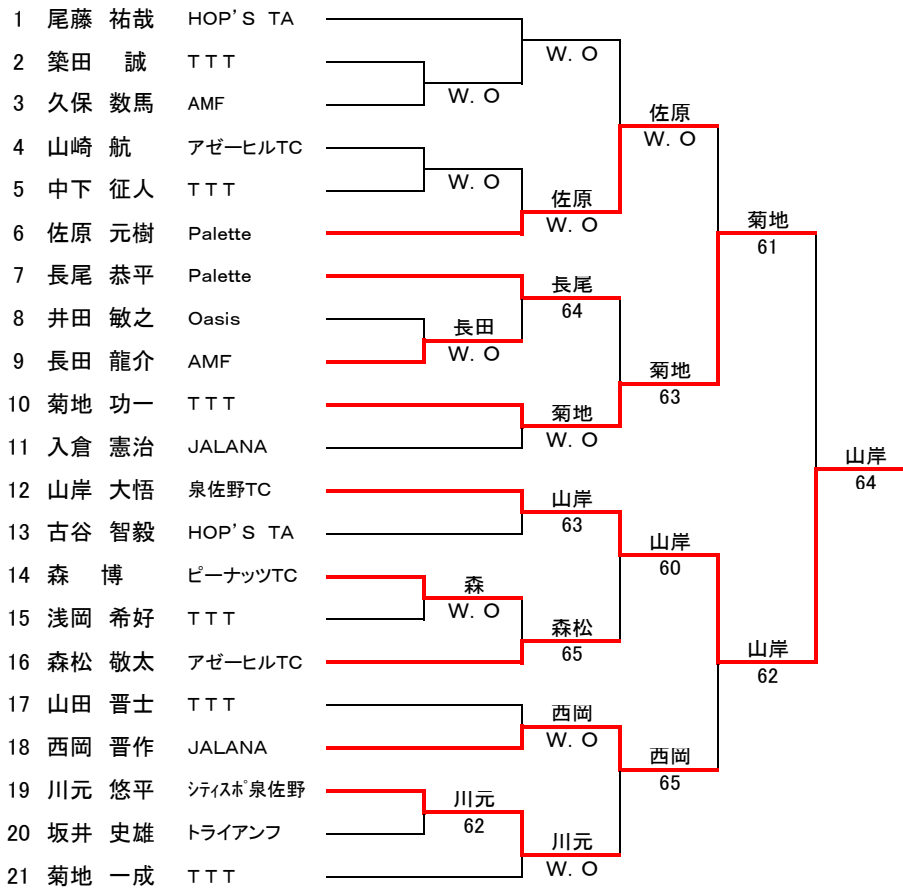 1 尾藤 祐哉 HOP'S TA
W. O
2 築田 誠 T T T
W. O
3 久保 数馬 AMF
佐原
W. O
4 山崎 航 アゼーヒルTC
W. O
5 中下 征人 T T T
佐原
W. O
6 佐原 元樹 Palette
菊地
61
7 長尾 恭平 Palette
長尾
64
8 井田 敏之 Oasis
長田
W. O
9 長田 龍介 AMF
菊地
63
10 菊地 功一 T T T
菊地
W. O
11 入倉 憲治 JALANA
山岸
64
12 山岸 大悟 泉佐野TC
山岸
63
13 古谷 智毅 HOP'S TA
山岸
60
14 森 博 ピーナッツTC
森
W. O
15 浅岡 希好 T T T
森松
65
16 森松 敬太 アゼーヒルTC
山岸
62
17 山田 晋士 T T T
西岡
W. O
18 西岡 晋作 JALANA
西岡
65
19 川元 悠平 シティスポ泉佐野
川元
62
20 坂井 史雄 トライアンフ
川元
W. O
21 菊地 一成 T T T